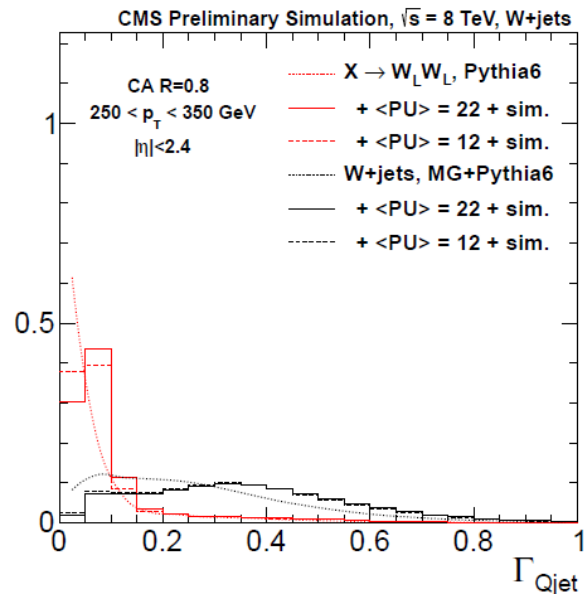 CMS Preliminary Simulation, √s = 8 TeV, W+jets
CA R=0.8
250 < p_T < 350 GeV
|η|<2.4
X → W_L W_L, Pythia6
+ <PU> = 22 + sim.
+ <PU> = 12 + sim.
W+jets, MG+Pythia6
+ <PU> = 22 + sim.
+ <PU> = 12 + sim.
1
0.5
0
0 0.2 0.4 0.6 0.8 1
Γ_Qjet